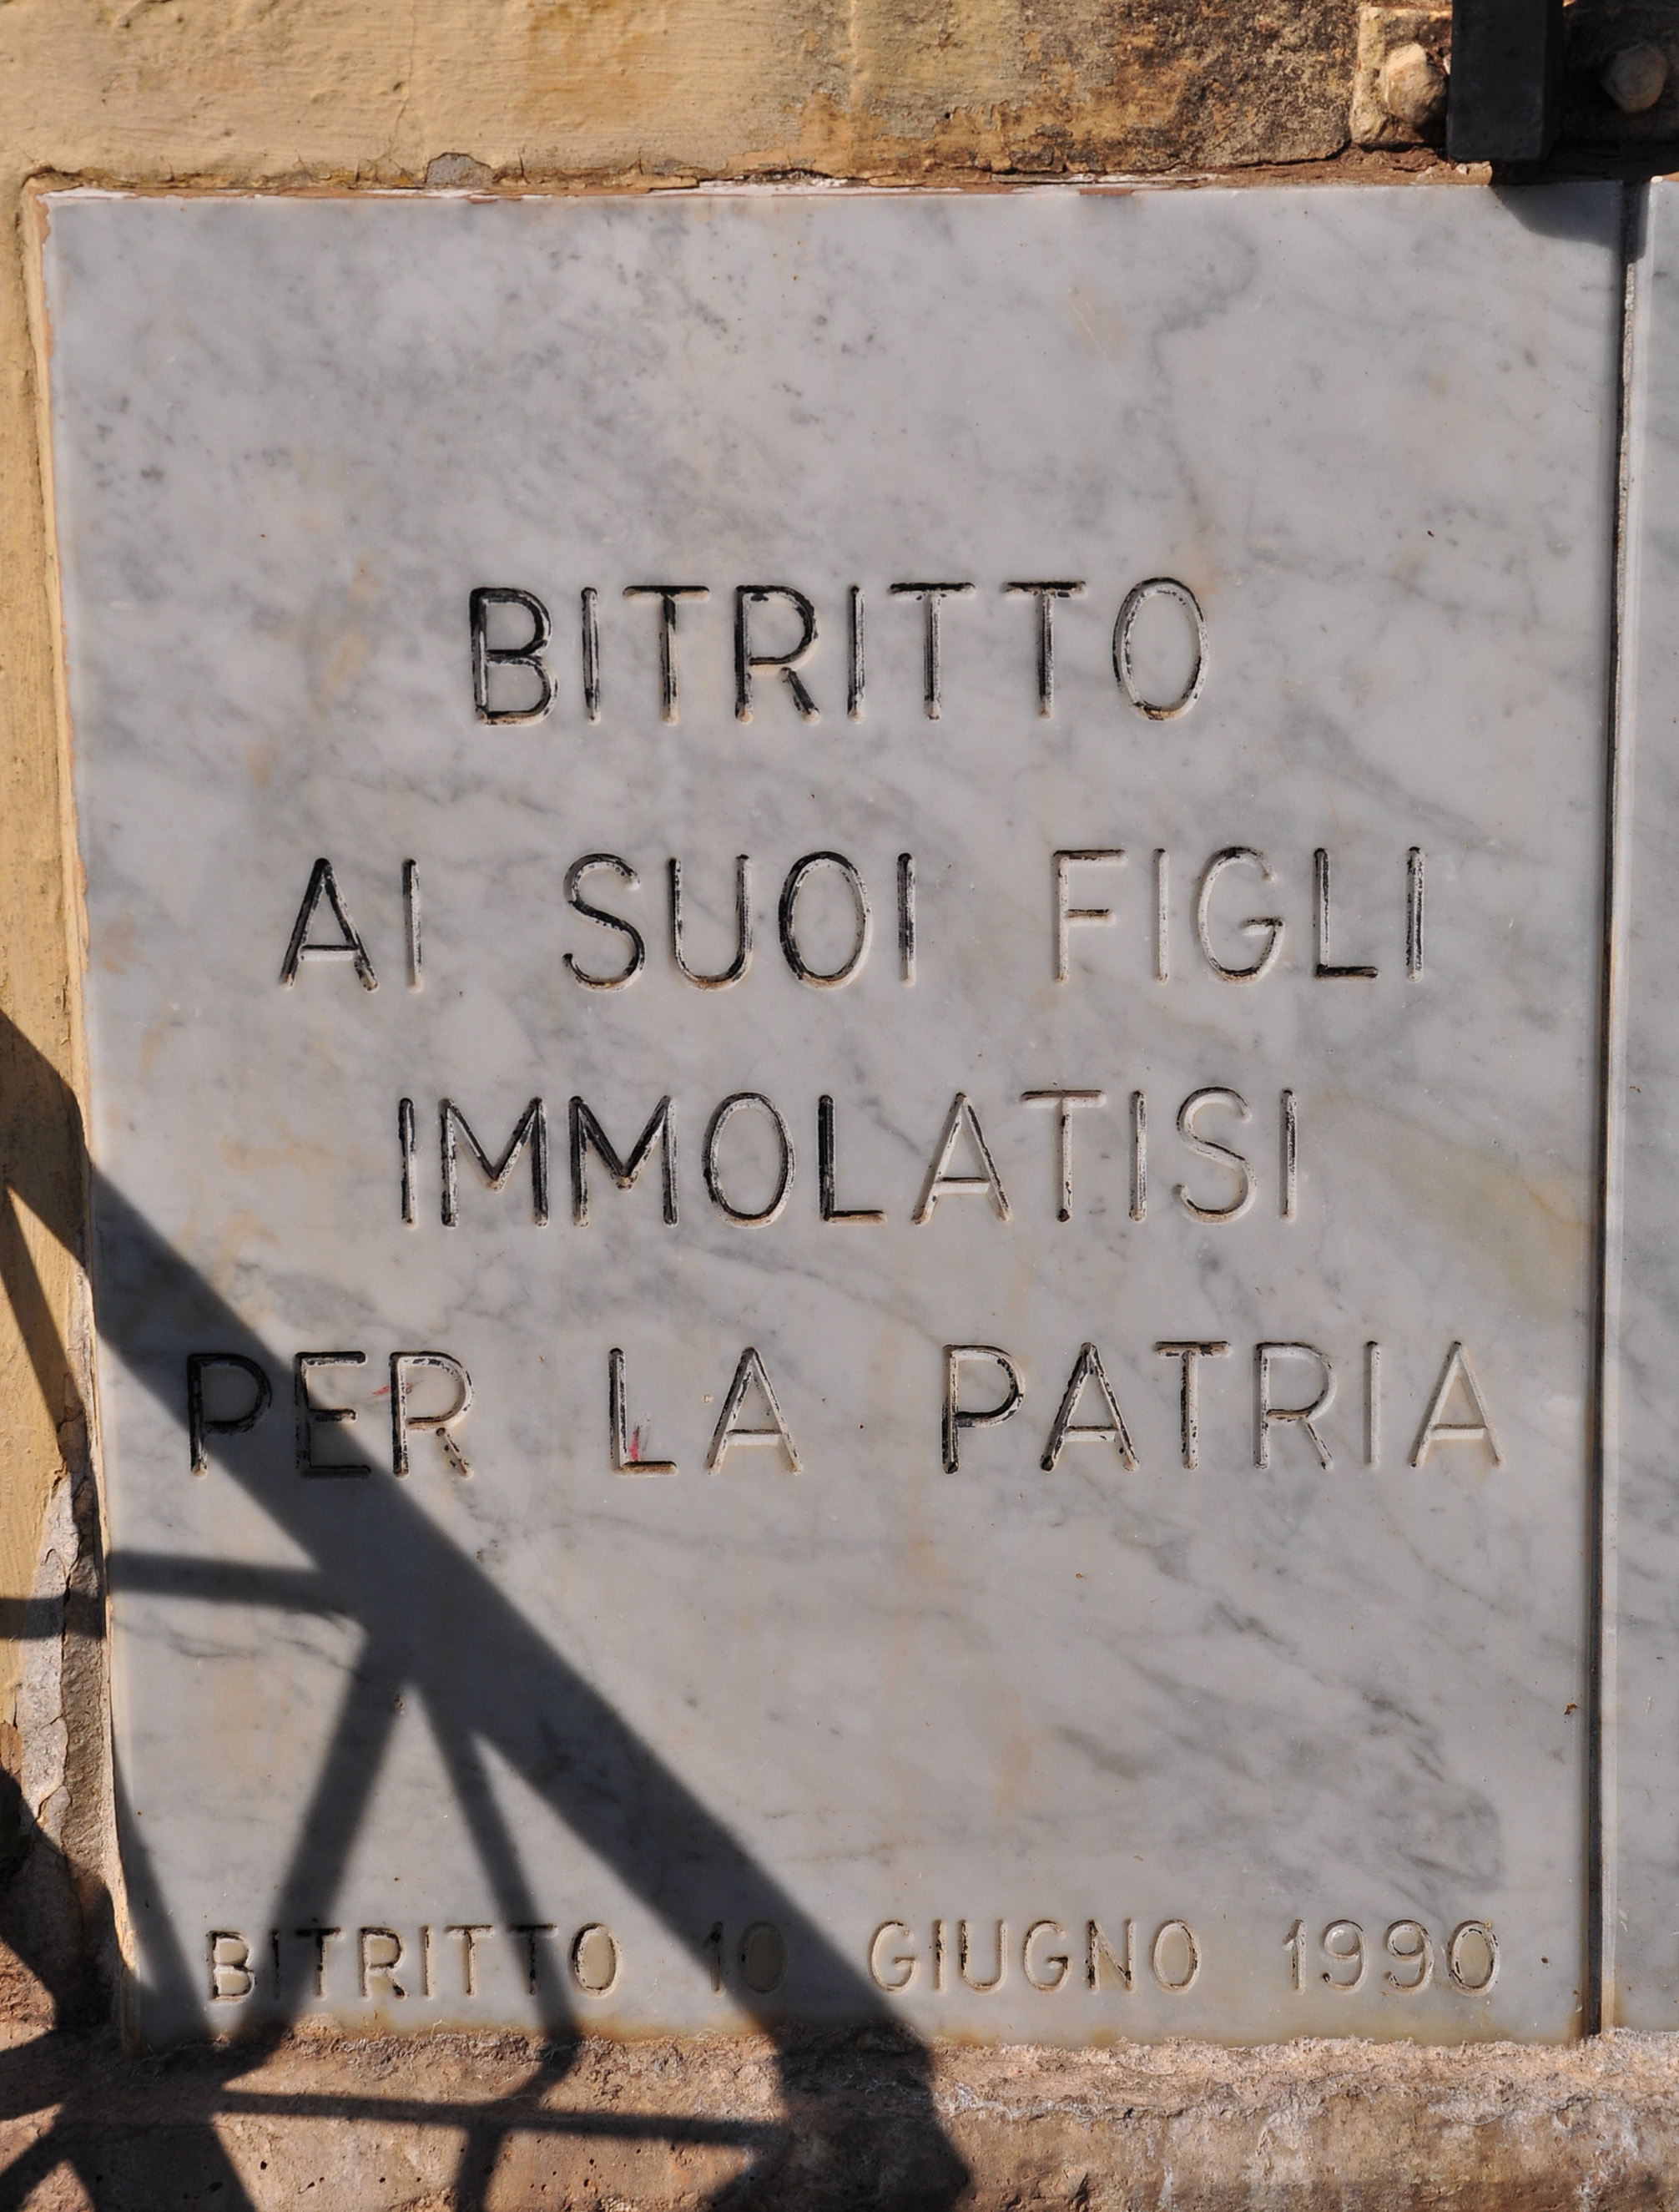 BITRITTO
AI SUOI FIGLI
IMMOLATISI
PER LA PATRIA
BITRITTO 10 GIUGNO 1990